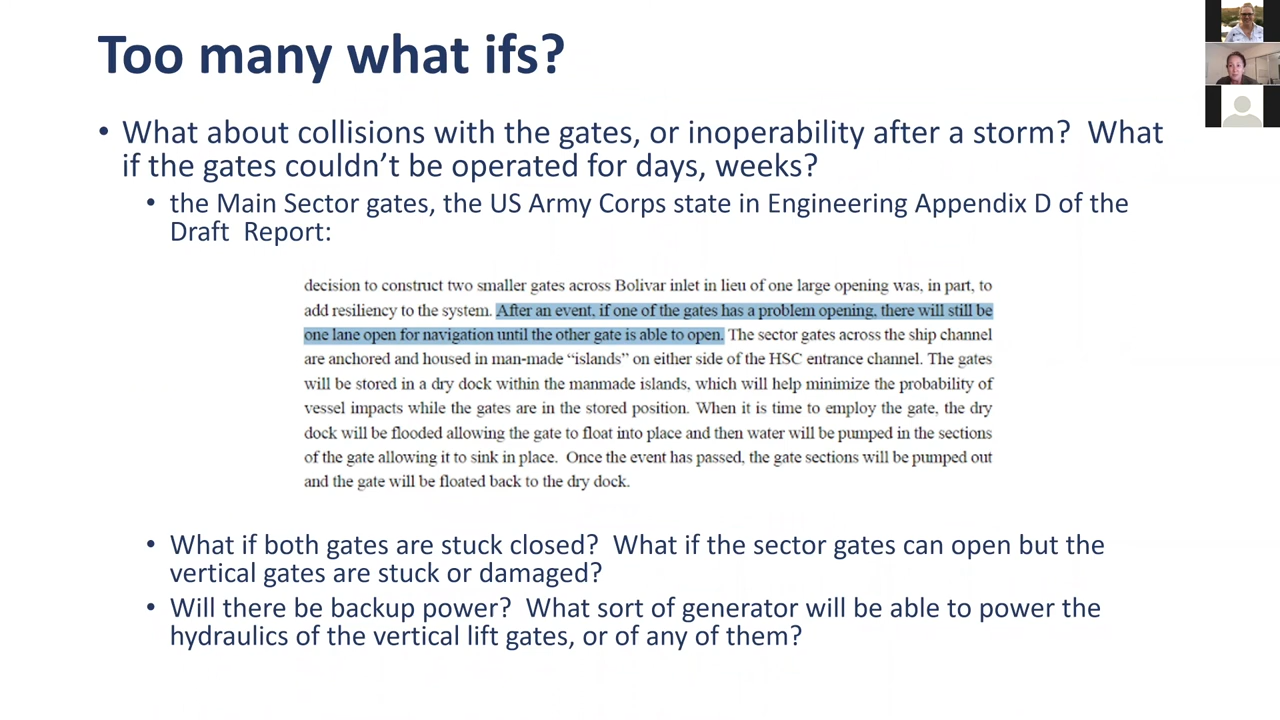 Too many what ifs?
• What about collisions with the gates, or inoperability after a storm?  What
if the gates couldn’t be operated for days, weeks?
• the Main Sector gates, the US Army Corps state in Engineering Appendix D of the
Draft  Report:
decision to construct two smaller gates across Bolivar inlet in lieu of one large opening was, in part, to
add resiliency to the system. After an event, if one of the gates has a problem opening, there will still be
one lane open for navigation until the other gate is able to open. The sector gates across the ship channel
are anchored and housed in man-made “islands” on either side of the HSC entrance channel. The gates
will be stored in a dry dock within the manmade islands, which will help minimize the probability of
vessel impacts while the gates are in the stored position. When it is time to employ the gate, the dry
dock will be flooded allowing the gate to float into place and then water will be pumped in the sections
of the gate allowing it to sink in place.  Once the event has passed, the gate sections will be pumped out
and the gate will be floated back to the dry dock.
• What if both gates are stuck closed?  What if the sector gates can open but the
vertical gates are stuck or damaged?
• Will there be backup power?  What sort of generator will be able to power the
hydraulics of the vertical lift gates, or of any of them?